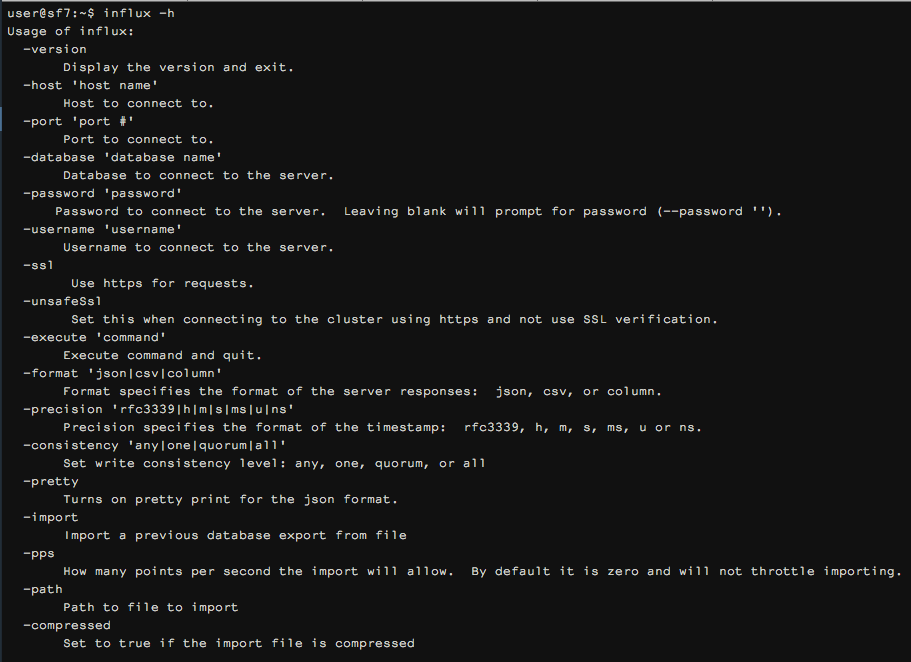 user@sf7:~$ influx -h
Usage of influx:
  -version
       Display the version and exit.
  -host 'host name'
       Host to connect to.
  -port 'port #'
       Port to connect to.
  -database 'database name'
       Database to connect to the server.
  -password 'password'
      Password to connect to the server.  Leaving blank will prompt for password (--password '').
  -username 'username'
       Username to connect to the server.
  -ssl
        Use https for requests.
  -unsafeSsl
        Set this when connecting to the cluster using https and not use SSL verification.
  -execute 'command'
       Execute command and quit.
  -format 'json|csv|column'
       Format specifies the format of the server responses:  json, csv, or column.
  -precision 'rfc3339|h|m|s|ms|u|ns'
       Precision specifies the format of the timestamp:  rfc3339, h, m, s, ms, u or ns.
  -consistency 'any|one|quorum|all'
       Set write consistency level: any, one, quorum, or all
  -pretty
       Turns on pretty print for the json format.
  -import
       Import a previous database export from file
  -pps
       How many points per second the import will allow.  By default it is zero and will not throttle importing.
  -path
       Path to file to import
  -compressed
       Set to true if the import file is compressed